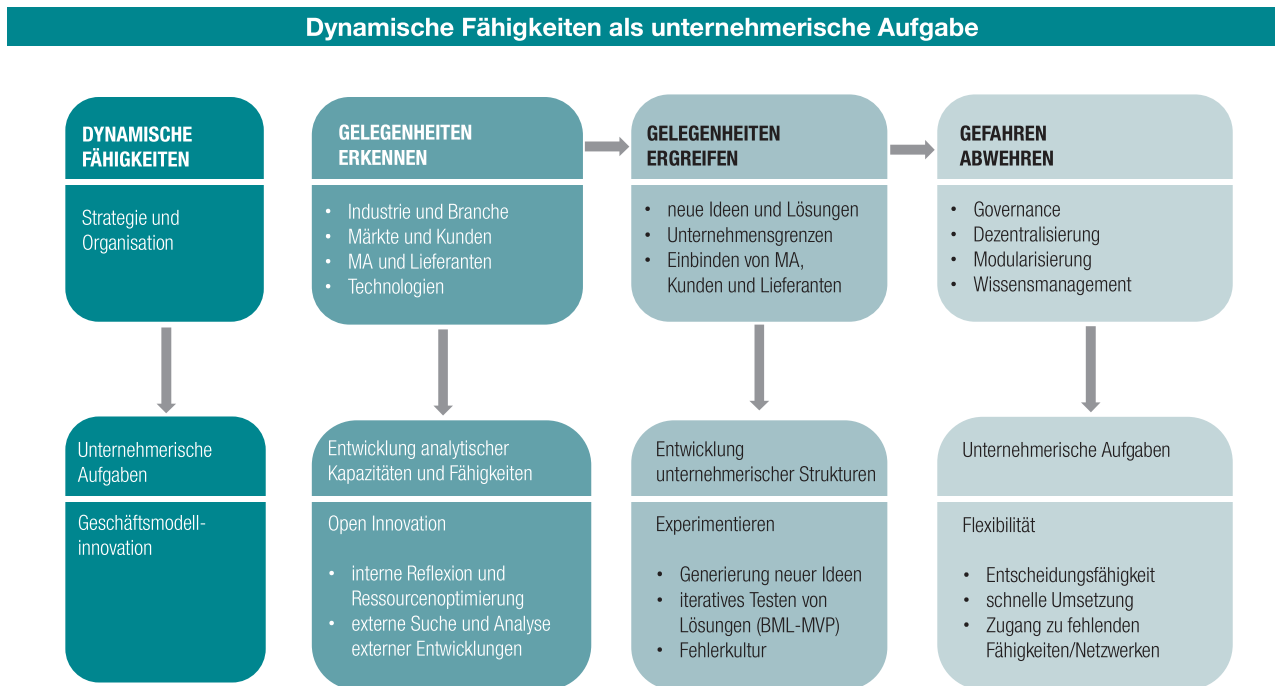 Dynamische Fähigkeiten als unternehmerische Aufgabe
DYNAMISCHE
FÄHIGKEITEN
Strategie und
Organisation
GELEGENHEITEN
ERKENNEN
• Industrie und Branche
• Märkte und Kunden
• MA und Lieferanten
• Technologien
GELEGENHEITEN
ERGREIFEN
• neue Ideen und Lösungen
• Unternehmensgrenzen
• Einbinden von MA,
Kunden und Lieferanten
GEFAHREN
ABWEHREN
• Governance
• Dezentralisierung
• Modularisierung
• Wissensmanagement
Unternehmerische
Aufgaben
Geschäftsmodell-
innovation
Entwicklung analytischer
Kapazitäten und Fähigkeiten
Open Innovation
• interne Reflexion und
Ressourcenoptimierung
• externe Suche und Analyse
externer Entwicklungen
Entwicklung
unternehmerischer Strukturen
Experimentieren
• Generierung neuer Ideen
• iteratives Testen von
Lösungen (BML-MVP)
• Fehlerkultur
Unternehmerische Aufgaben
Flexibilität
• Entscheidungsfähigkeit
• schnelle Umsetzung
• Zugang zu fehlenden
Fähigkeiten/Netzwerken